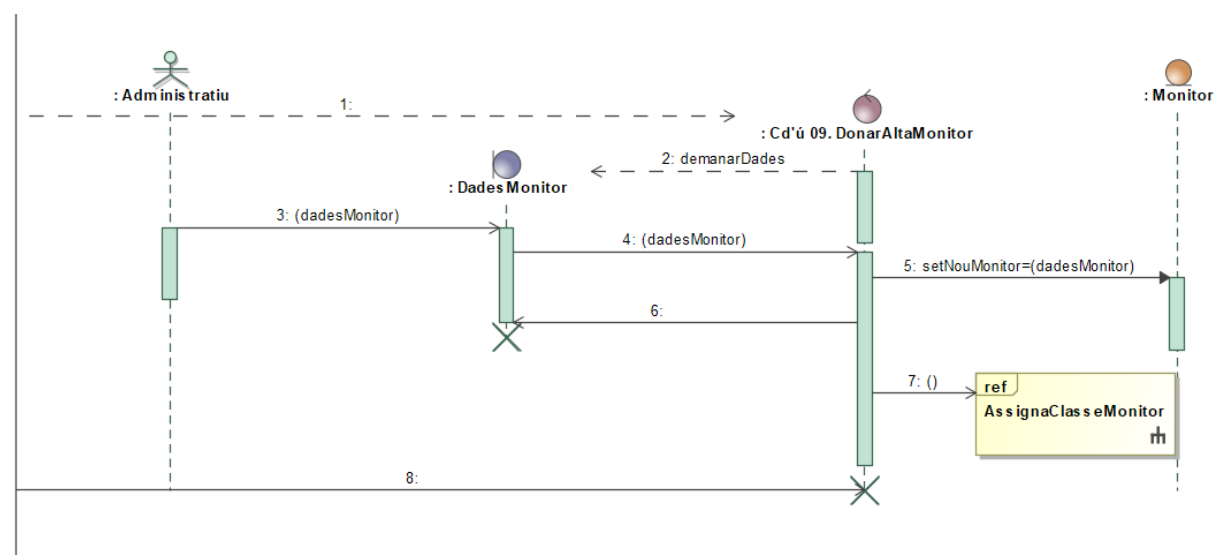 : Administratiu
: Monitor
1:
: Cd'ú 09. DonarAltaMonitor
2: demanarDades
: DadesMonitor
3: (dadesMonitor)
4: (dadesMonitor)
5: setNouMonitor=(dadesMonitor)
6:
7: ()
ref
AssignaClasseMonitor
8: